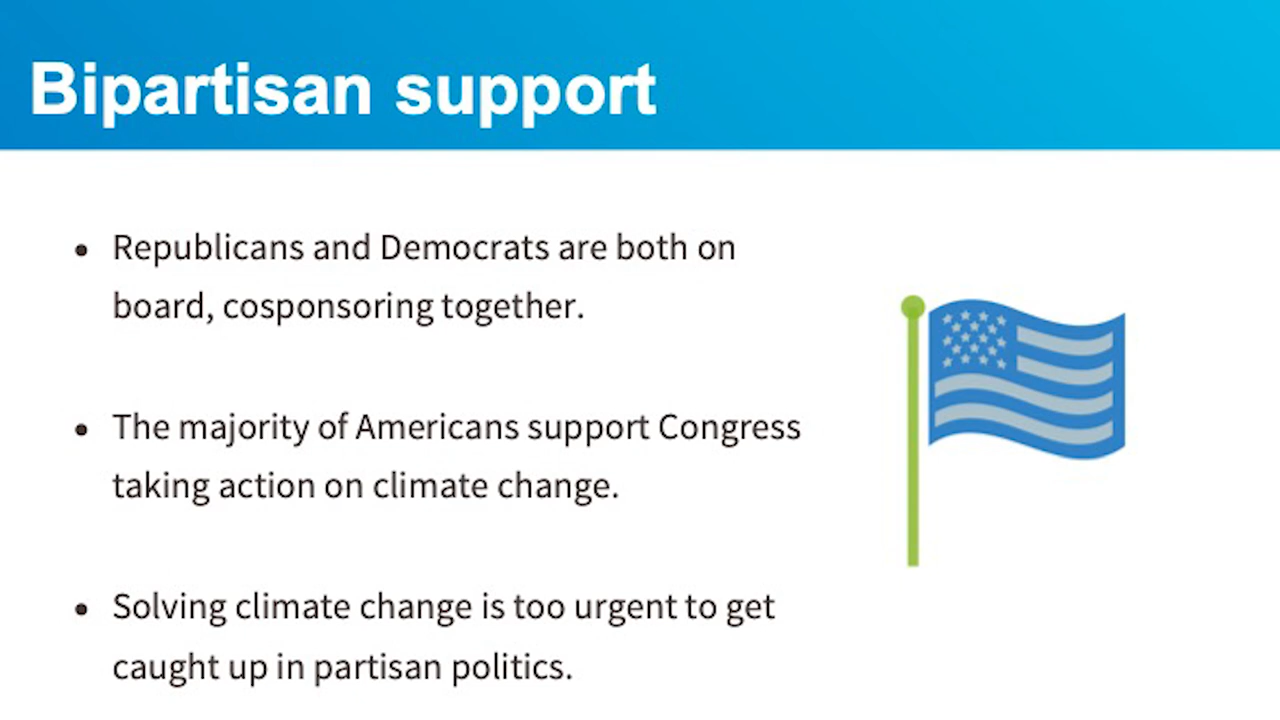 Bipartisan support
• Republicans and Democrats are both on
board, cosponsoring together.
• The majority of Americans support Congress
taking action on climate change.
• Solving climate change is too urgent to get
caught up in partisan politics.